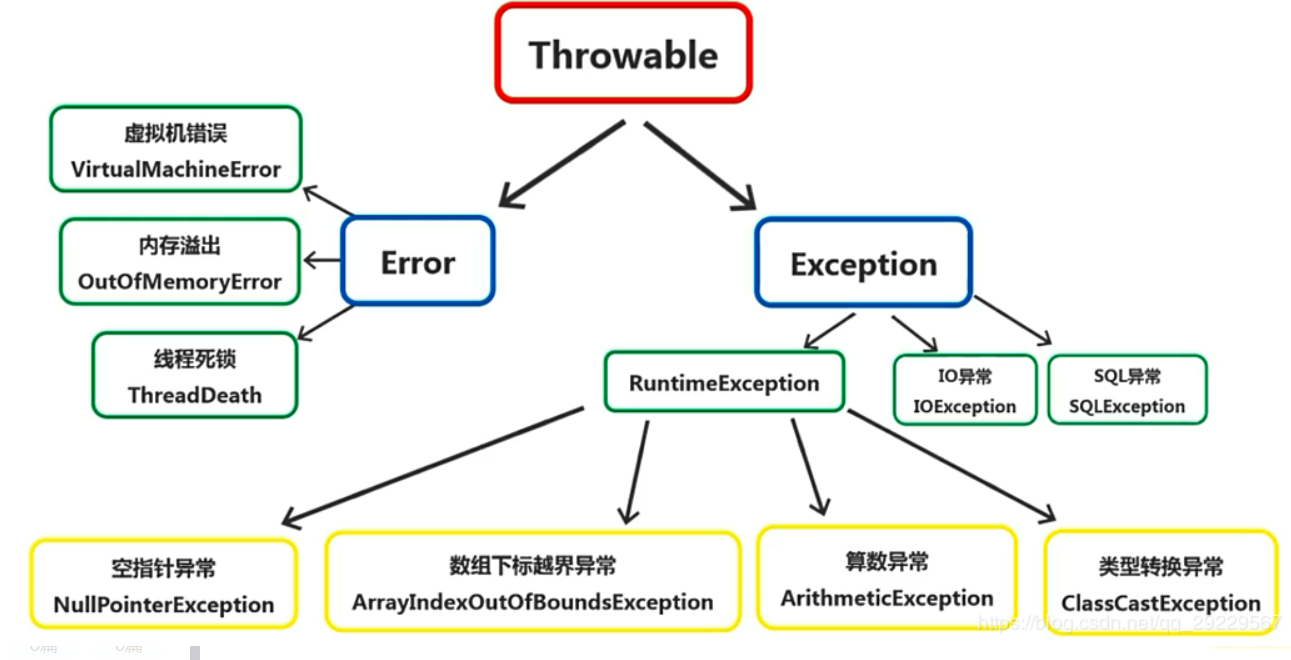 Throwable
虚拟机错误
VirtualMachineError
内存溢出
OutOfMemoryError
线程死锁
ThreadDeath
Error
Exception
RuntimeException
IO异常
IOException
SQL异常
SQLException
空指针异常
NullPointerException
数组下标越界异常
ArrayIndexOutOfBoundsException
算数异常
ArithmeticException
类型转换异常
ClassCastException
https://blog.csdn.net/qq_29229567